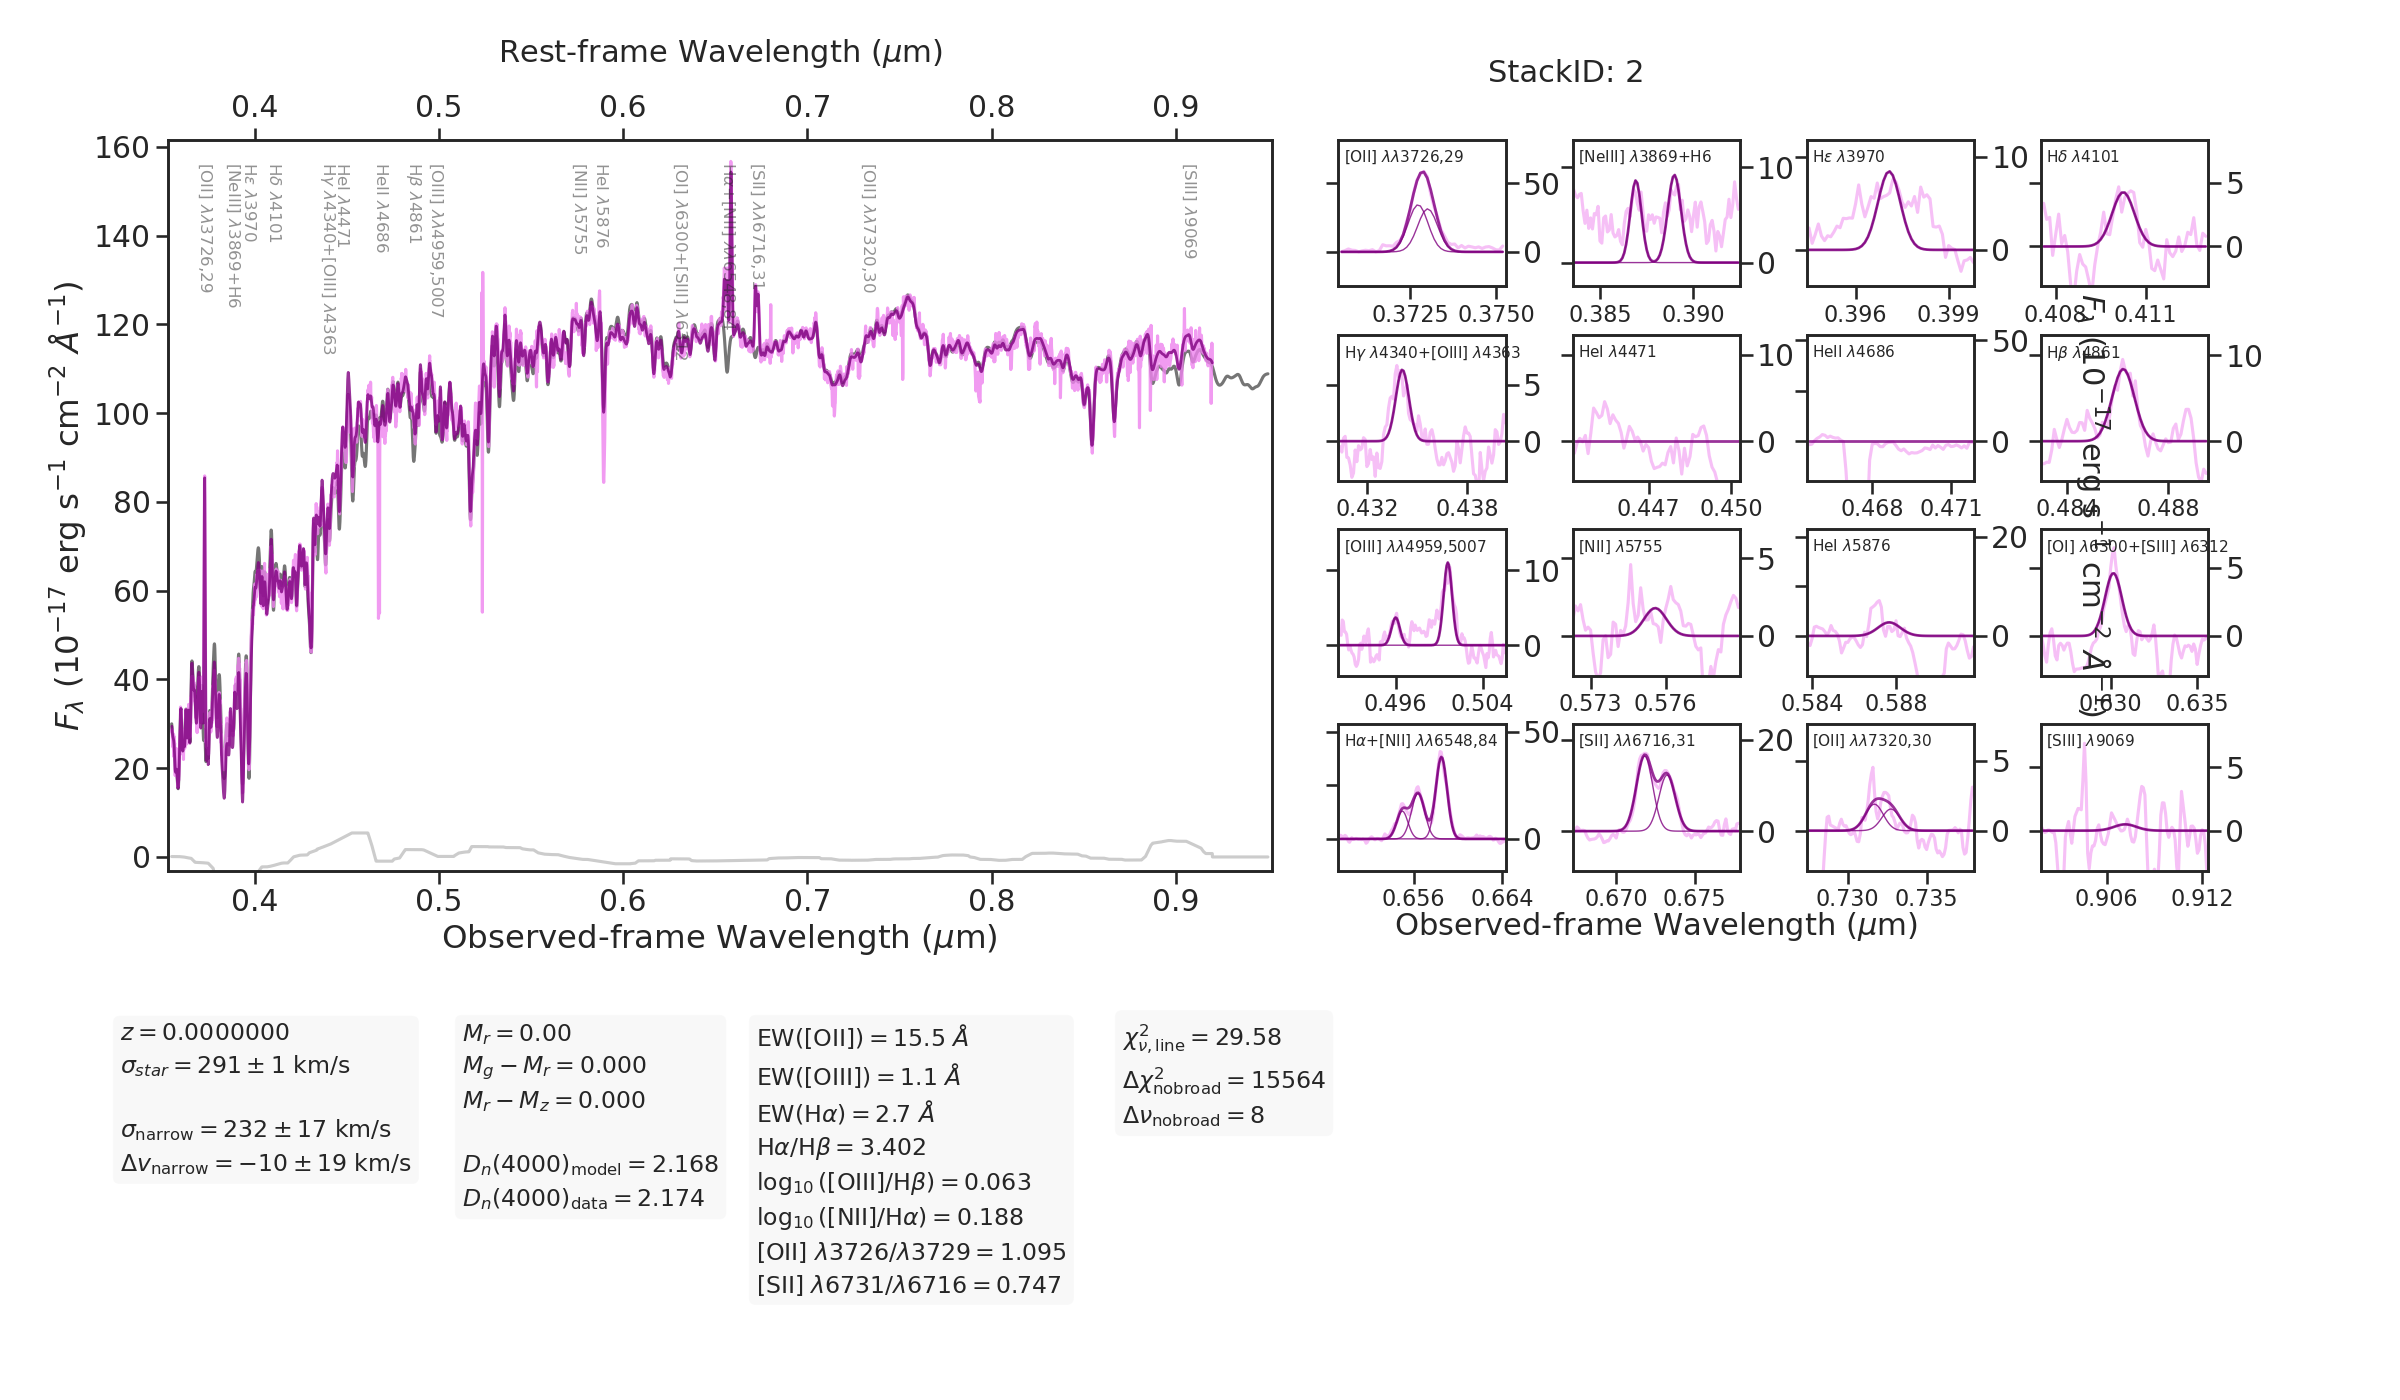 Rest-frame Wavelength (μm)
StackID: 2
0.4 0.5 0.6 0.7 0.8 0.9
160
140
120
100
80
60
40
20
0
F_λ (10⁻¹⁷ erg s⁻¹ cm⁻² Å⁻¹)
[OII] λλ3726,29
[NeIII] λ3869+H6
Hε λ3970
Hδ λ4101
Hγ λ4340+[OIII] λ4363
HeI λ4471
HeII λ4686
Hβ λ4861
[OIII] λλ4959,5007
[NII] λ5755
HeI λ5876
[OI] λ6300+[SIII] λ6312
Hα+[NII] λλ6548,84
[SII] λλ6716,31
[OII] λλ7320,30
[SIII] λ9069
0.4 0.5 0.6 0.7 0.8 0.9
Observed-frame Wavelength (μm)
[OII] λλ3726,29
50
0
0.3725 0.3750
[NeIII] λ3869+H6
10
0
0.385 0.390
Hε λ3970
10
0
0.396 0.399
Hδ λ4101
5
0
0.408 0.411
Hγ λ4340+[OIII] λ4363
5
0
0.432 0.438
HeI λ4471
10
0
0.447 0.450
HeII λ4686
50
0
0.468 0.471
Hβ λ4861
10
0
0.484 0.488
[OIII] λλ4959,5007
10
0
0.496 0.504
[NII] λ5755
5
0
0.573 0.576
HeI λ5876
20
0
0.584 0.588
[OI] λ6300+[SIII] λ6312
5
0
0.630 0.635
Hα+[NII] λλ6548,84
50
0
0.656 0.664
[SII] λλ6716,31
20
0
0.670 0.675
[OII] λλ7320,30
5
0
0.730 0.735
[SIII] λ9069
5
0
0.906 0.912
F_λ (10⁻¹⁷ erg s⁻¹ cm⁻² Å⁻¹)
Observed-frame Wavelength (μm)
z = 0.0000000
σ_star = 291 ± 1 km/s
σ_narrow = 232 ± 17 km/s
Δv_narrow = −10 ± 19 km/s
M_r = 0.00
M_g − M_r = 0.000
M_r − M_z = 0.000
D_n(4000)_model = 2.168
D_n(4000)_data = 2.174
EW([OII]) = 15.5 Å
EW([OIII]) = 1.1 Å
EW(Hα) = 2.7 Å
Hα/Hβ = 3.402
log₁₀([OIII]/Hβ) = 0.063
log₁₀([NII]/Hα) = 0.188
[OII] λ3726/λ3729 = 1.095
[SII] λ6731/λ6716 = 0.747
χ²_ν,line = 29.58
Δχ²_nobroad = 15564
Δν_nobroad = 8